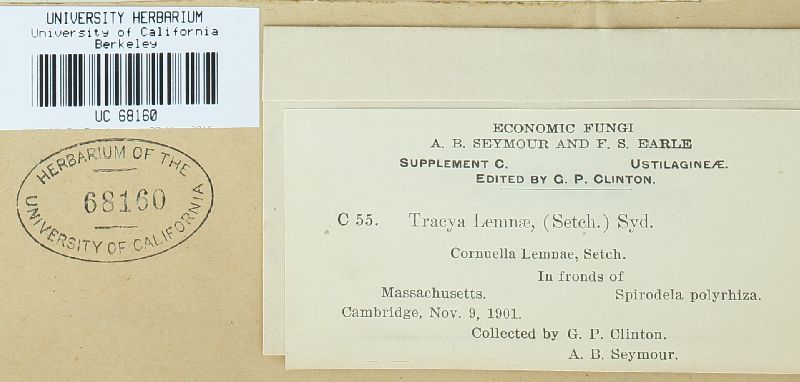 UNIVERSITY HERBARIUM
University of California
Berkeley
UC 68160
HERBARIUM OF THE
68160
UNIVERSITY OF CALIFORNIA
ECONOMIC FUNGI
A. B. SEYMOUR AND F. S. EARLE
SUPPLEMENT C. USTILAGINEÆ.
EDITED BY G. P. CLINTON.
C 55. Tracya Lemnæ, (Setch.) Syd.
Cornuella Lemnae, Setch.
In fronds of
Massachusetts. Spirodela polyrhiza.
Cambridge, Nov. 9, 1901.
Collected by G. P. Clinton.
A. B. Seymour.